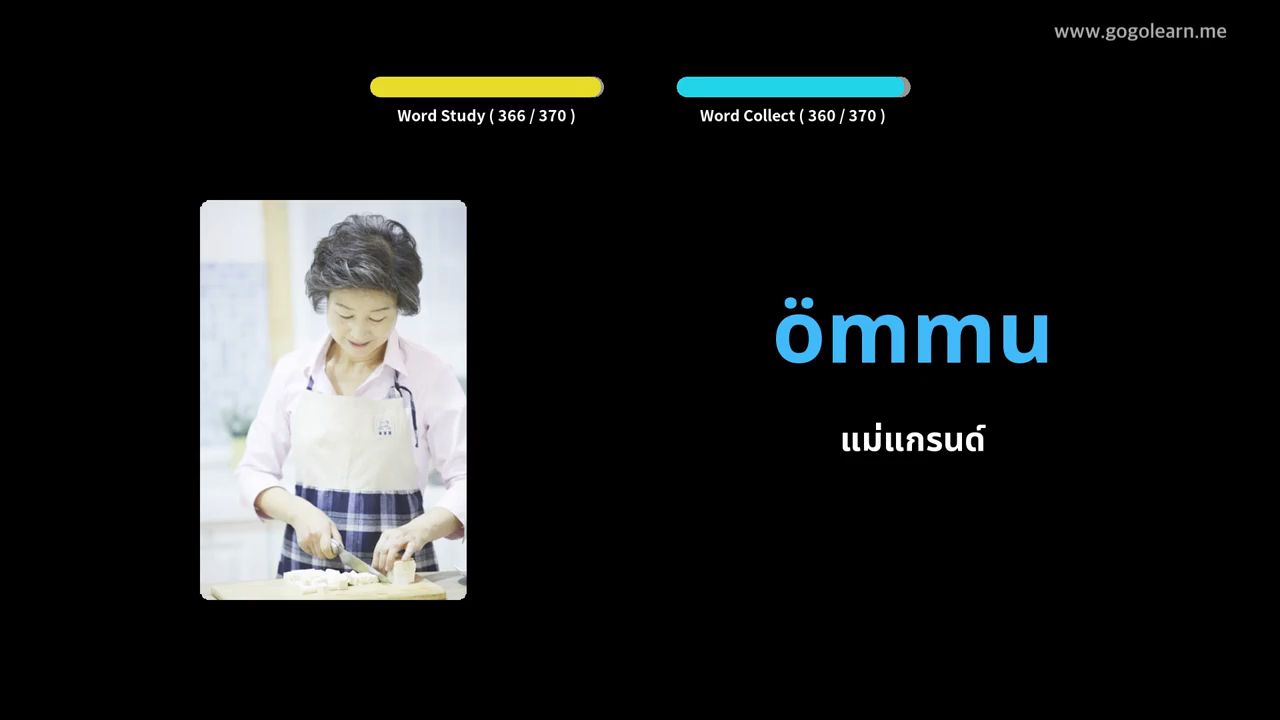 www.gogolearn.me
Word Study ( 366 / 370 )
Word Collect ( 360 / 370 )
ömmu
แม่แกรนด์